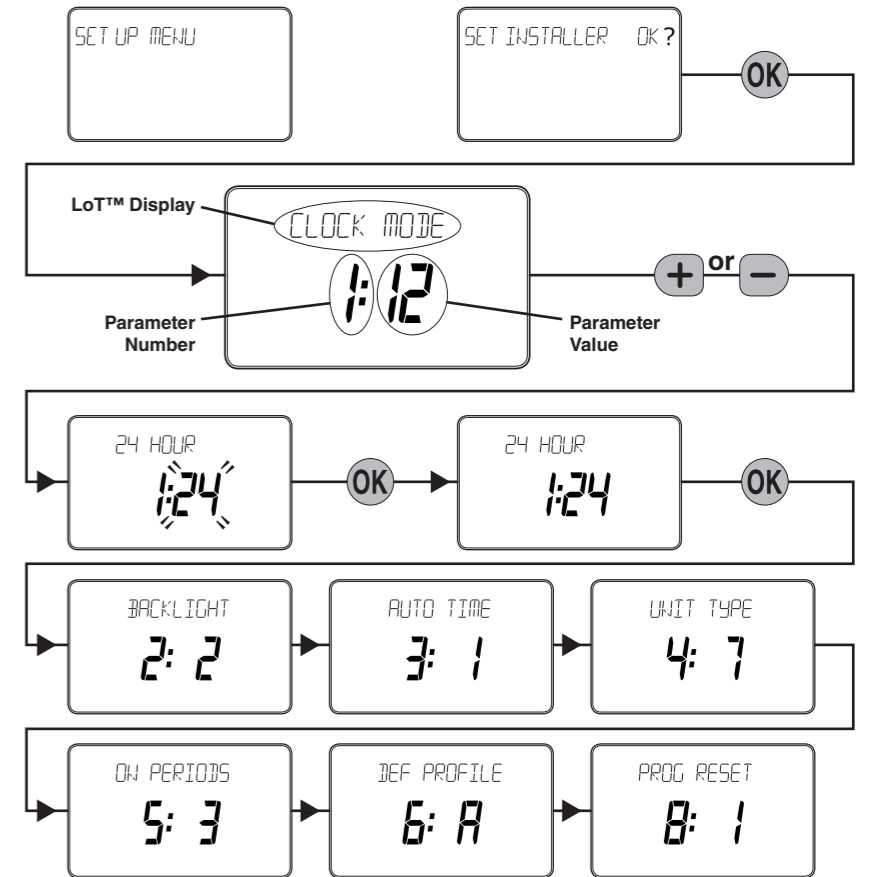 SET UP MENU
SET INSTALLER OK?
OK
LoT™ Display
CLOCK MODE
1:12
Parameter
Number
Parameter
Value
+ or −
24 HOUR
1:24
OK
24 HOUR
1:24
OK
BACKLIGHT
2: 2
AUTO TIME
3: 1
UNIT TYPE
4: 7
ON PERIODS
5: 3
DEF PROFILE
6: A
PROG RESET
8: 1